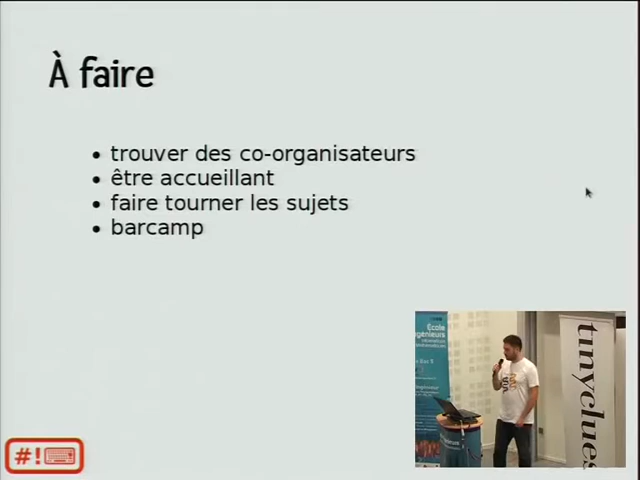 À faire
• trouver des co-organisateurs
• être accueillant
• faire tourner les sujets
• barcamp
École
tinyclues
#!